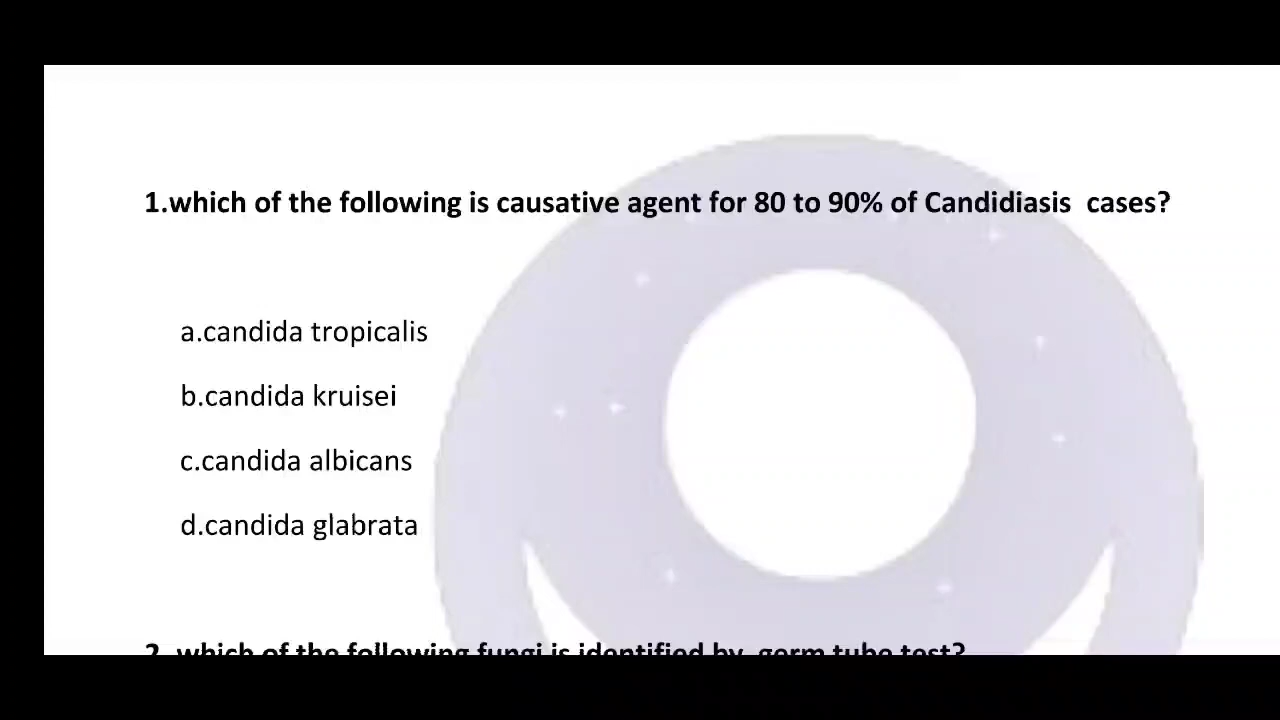 1.which of the following is causative agent for 80 to 90% of Candidiasis  cases?
a.candida tropicalis
b.candida kruisei
c.candida albicans
d.candida glabrata
2. which of the following fungi is identified by  germ tube test?